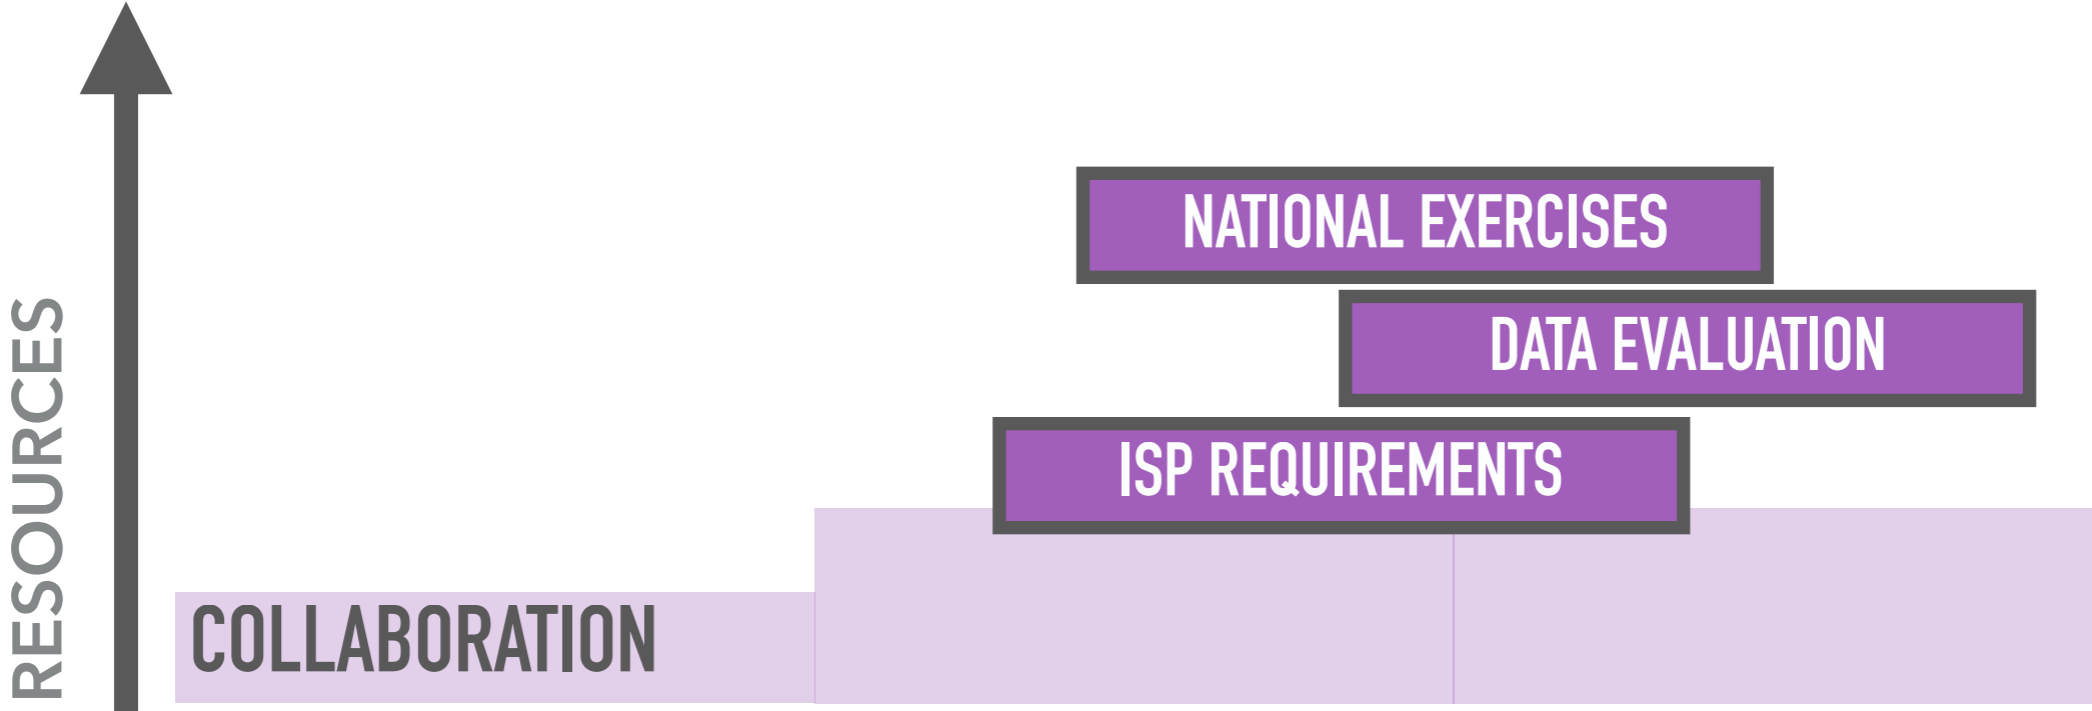 RESOURCES
NATIONAL EXERCISES
DATA EVALUATION
ISP REQUIREMENTS
COLLABORATION